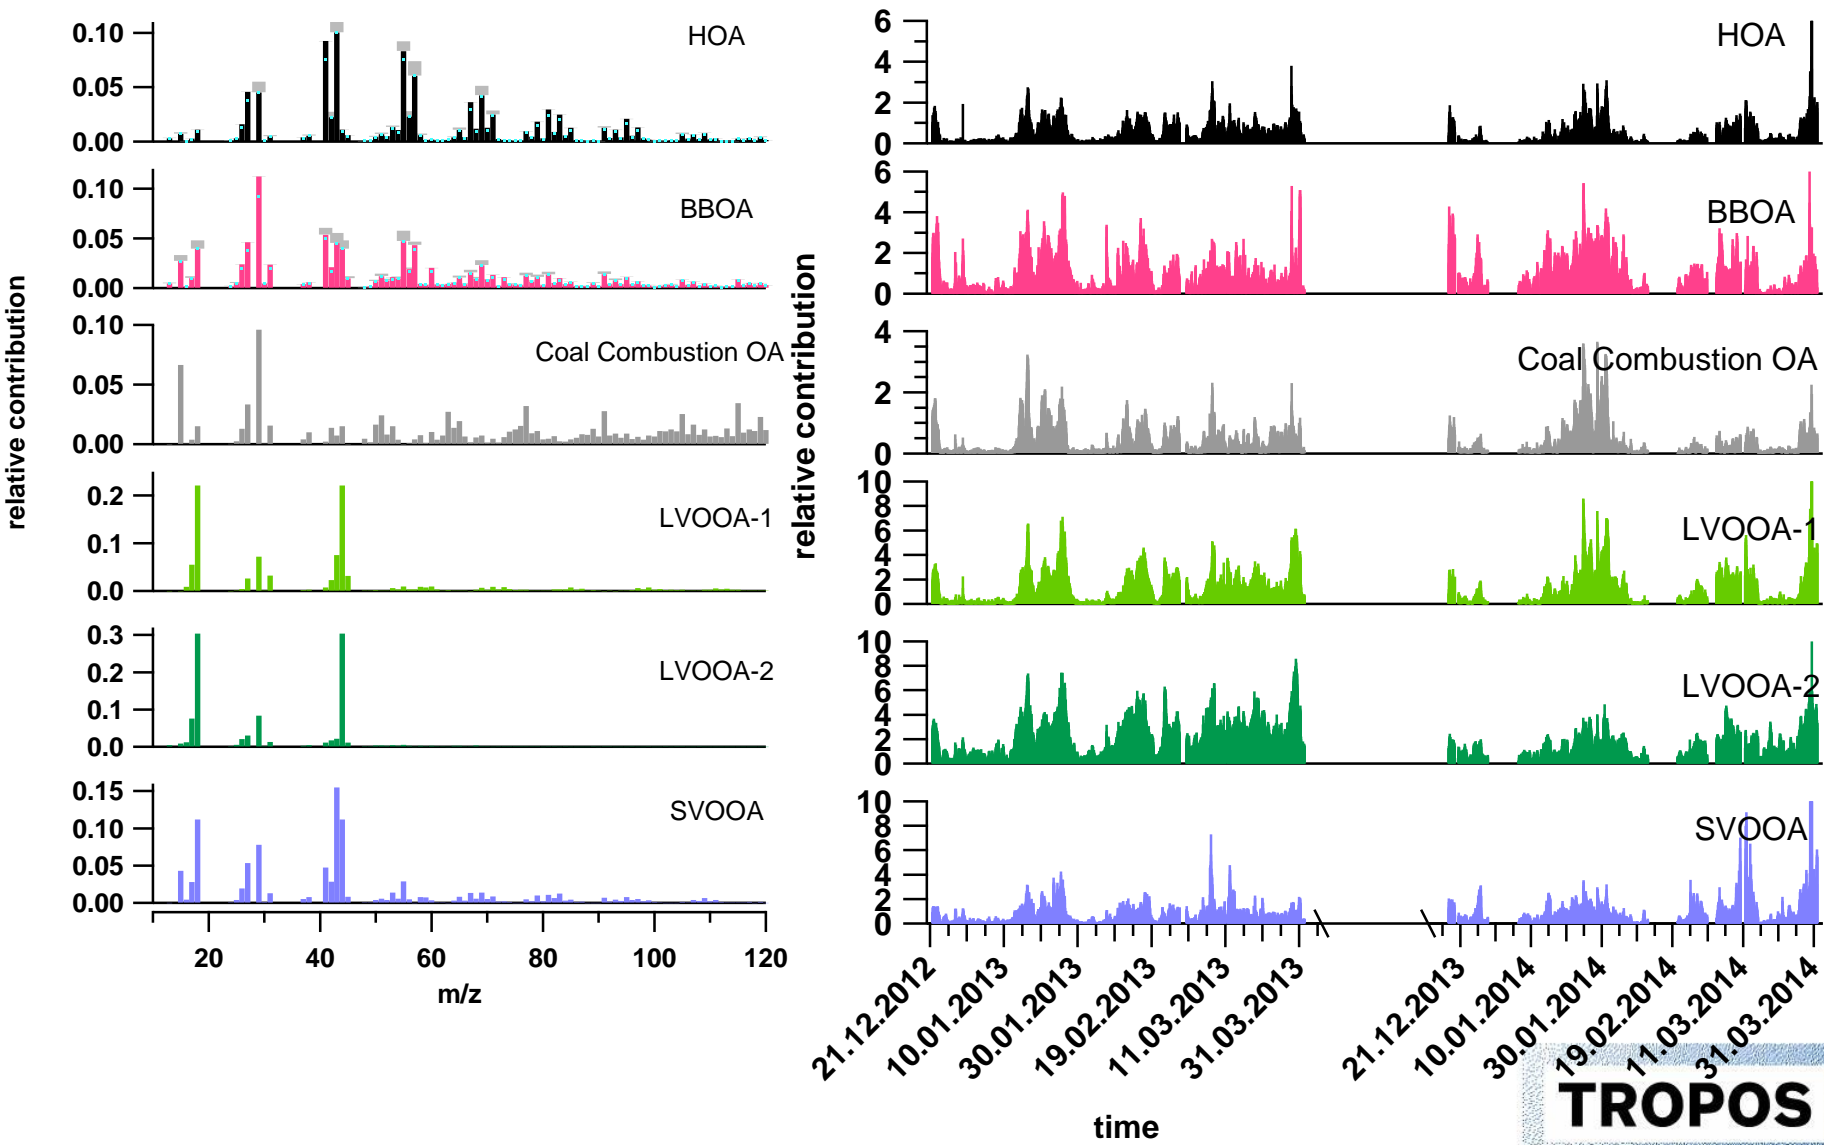 relative contribution
0.10
0.05
0.00
HOA
0.10
0.05
0.00
BBOA
0.10
0.05
0.00
Coal Combustion OA
0.2
0.1
0.0
LVOOA-1
0.3
0.2
0.1
0.0
LVOOA-2
0.15
0.10
0.05
0.00
SVOOA
20 40 60 80 100 120
m/z
relative contribution
6
4
2
0
HOA
6
4
2
0
BBOA
4
2
0
Coal Combustion OA
10
8
6
4
2
0
LVOOA-1
10
8
6
4
2
0
LVOOA-2
10
8
6
4
2
0
SVOOA
21.12.2012 10.01.2013 30.01.2013 19.02.2013 11.03.2013 31.03.2013 21.12.2013 10.01.2014 30.01.2014 19.02.2014 11.03.2014 31.03.2014
time
TROPOS